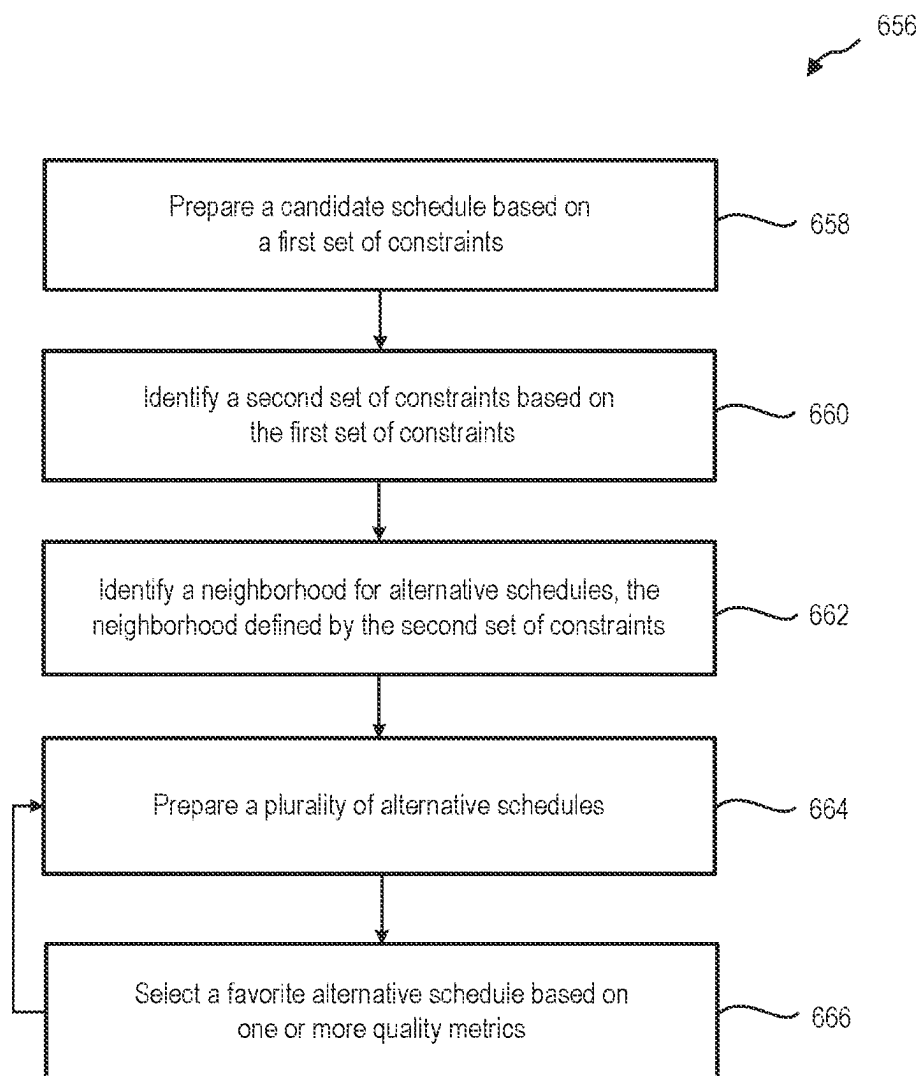 656
Prepare a candidate schedule based on
a first set of constraints
658
Identify a second set of constraints based on
the first set of constraints
660
Identify a neighborhood for alternative schedules, the
neighborhood defined by the second set of constraints
662
Prepare a plurality of alternative schedules
664
Select a favorite alternative schedule based on
one or more quality metrics
666